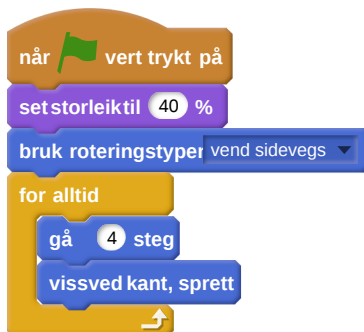 når vert trykt på
set storleik til 40 %
bruk roteringstypen vend sidevegs
for alltid
gå 4 steg
viss ved kant, sprett